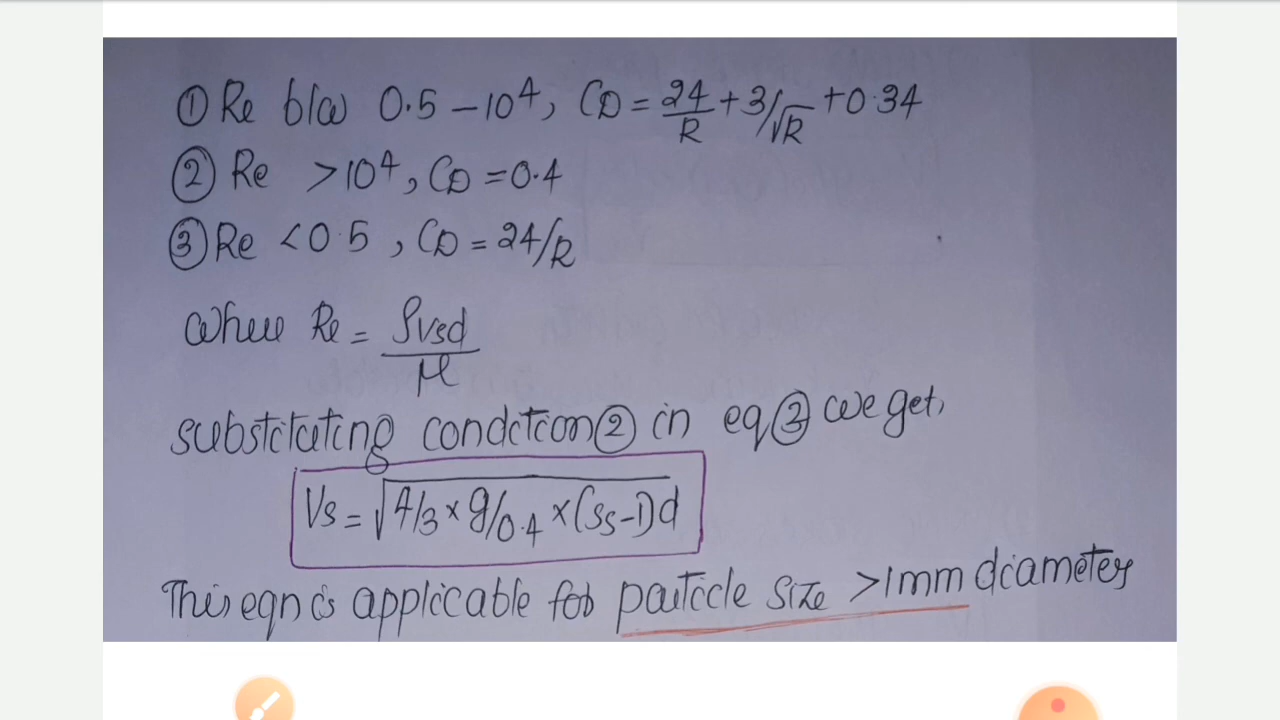 ① Re b/w 0.5 – 10⁴, CD = 24/R + 3/√R + 0.34
② Re > 10⁴, CD = 0.4
③ Re < 0.5, CD = 24/R
where Re = ρvsd/μ
substituting condition ② in eq ③ we get,
Vs = √(4/3 × g/0.4 × (Ss-1)d)
This eqn is applicable for particle size >1mm diameter